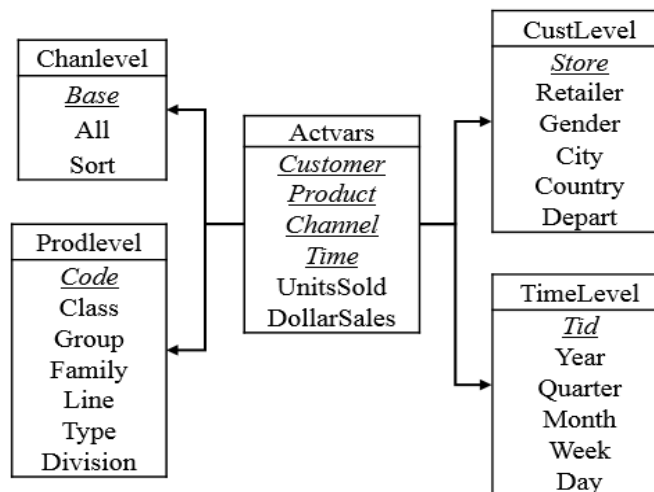 Chanlevel
Base
All
Sort
Prodlevel
Code
Class
Group
Family
Line
Type
Division
Actvars
Customer
Product
Channel
Time
UnitsSold
DollarSales
CustLevel
Store
Retailer
Gender
City
Country
Depart
TimeLevel
Tid
Year
Quarter
Month
Week
Day